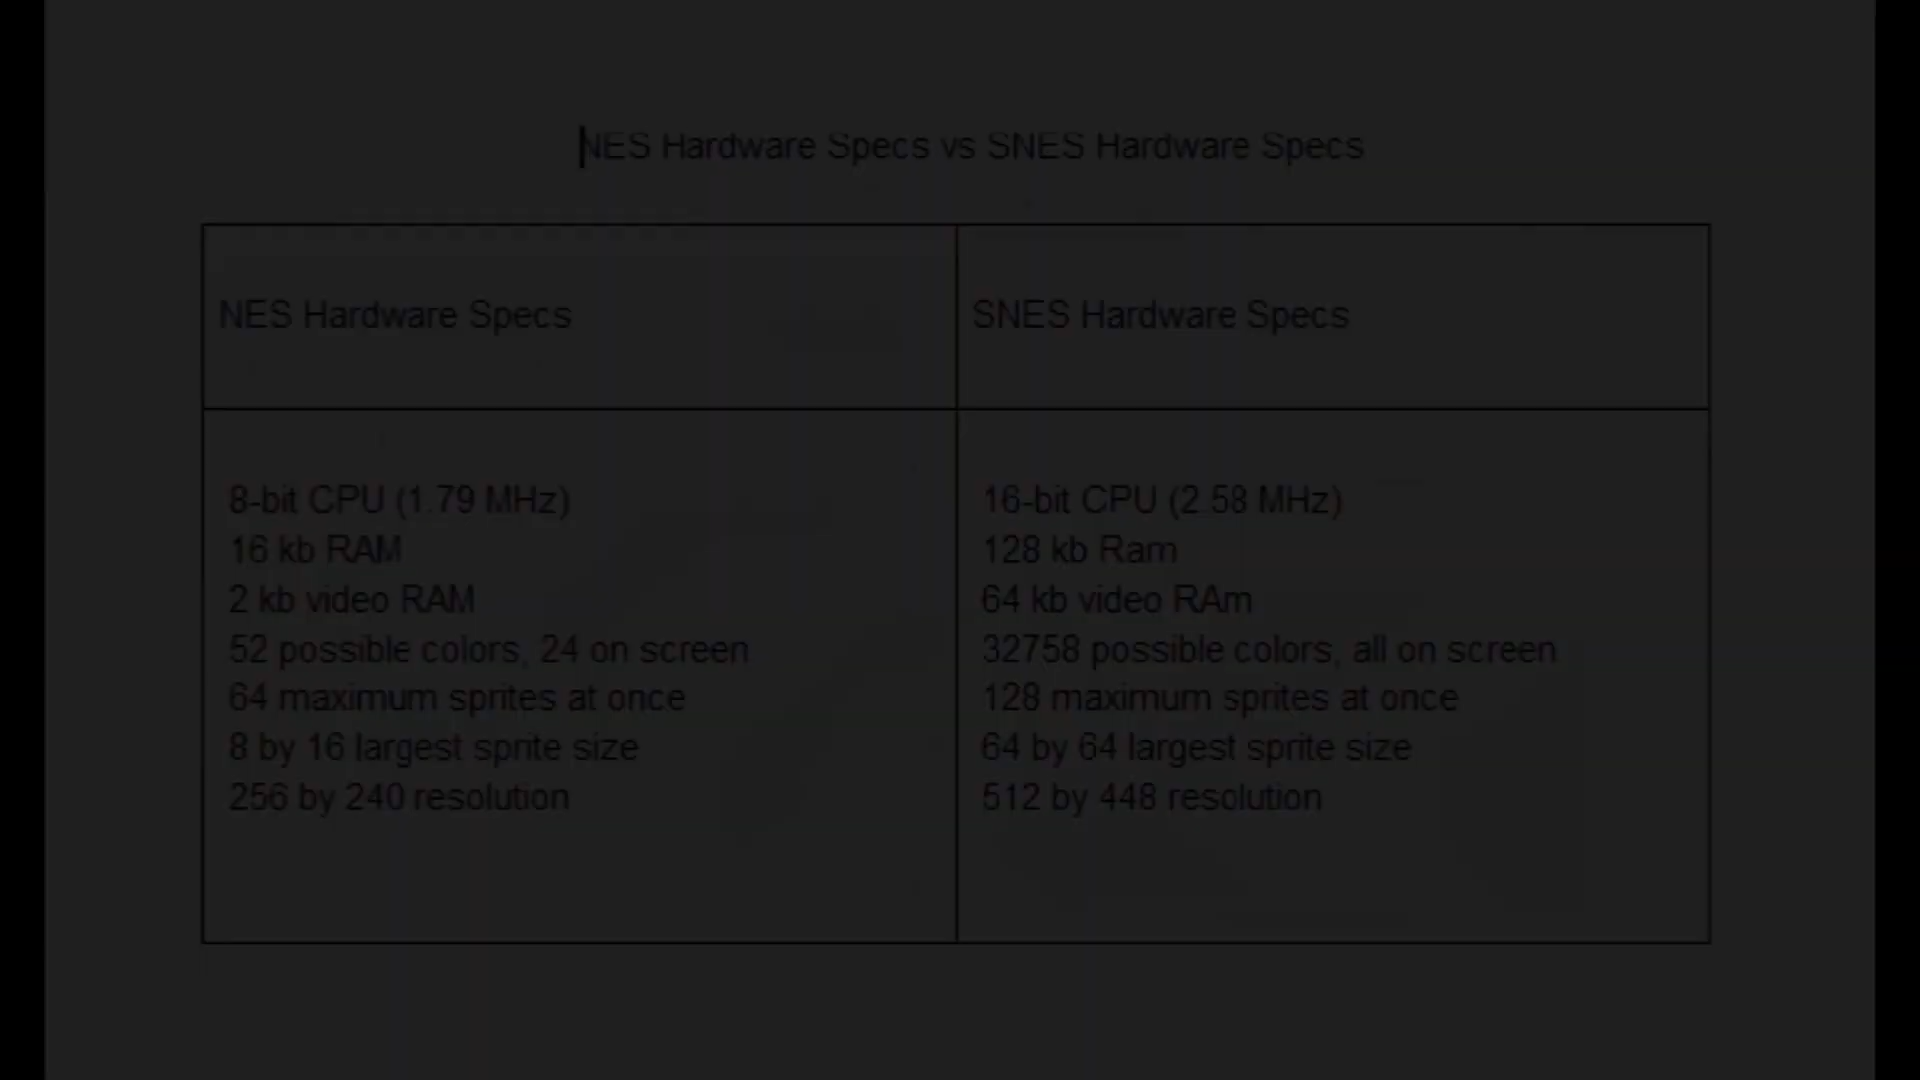 NES Hardware Specs vs SNES Hardware Specs
NES Hardware Specs
SNES Hardware Specs
8-bit CPU (1.79 MHz)
16 kb RAM
2 kb video RAM
52 possible colors, 24 on screen
64 maximum sprites at once
8 by 16 largest sprite size
256 by 240 resolution
16-bit CPU (2.58 MHz)
128 kb Ram
64 kb video RAm
32758 possible colors, all on screen
128 maximum sprites at once
64 by 64 largest sprite size
512 by 448 resolution